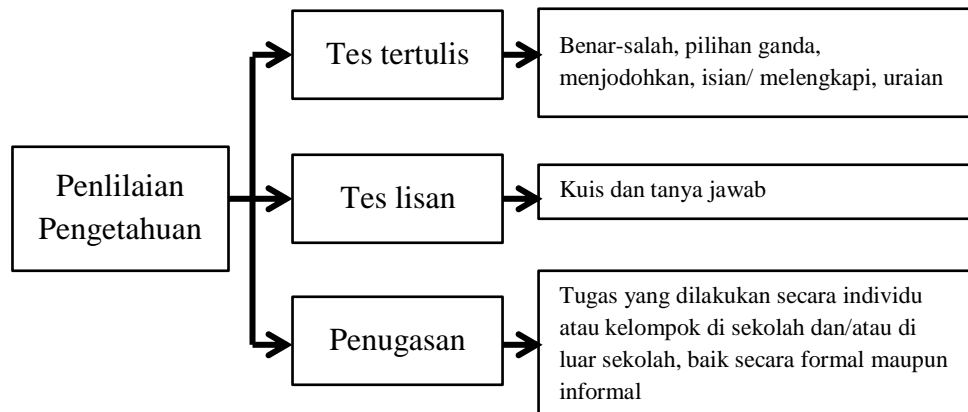 Tes tertulis
Benar-salah, pilihan ganda,
menjodohkan, isian/ melengkapi, uraian
Penlilaian
Pengetahuan
Tes lisan
Kuis dan tanya jawab
Penugasan
Tugas yang dilakukan secara individu
atau kelompok di sekolah dan/atau di
luar sekolah, baik secara formal maupun
informal